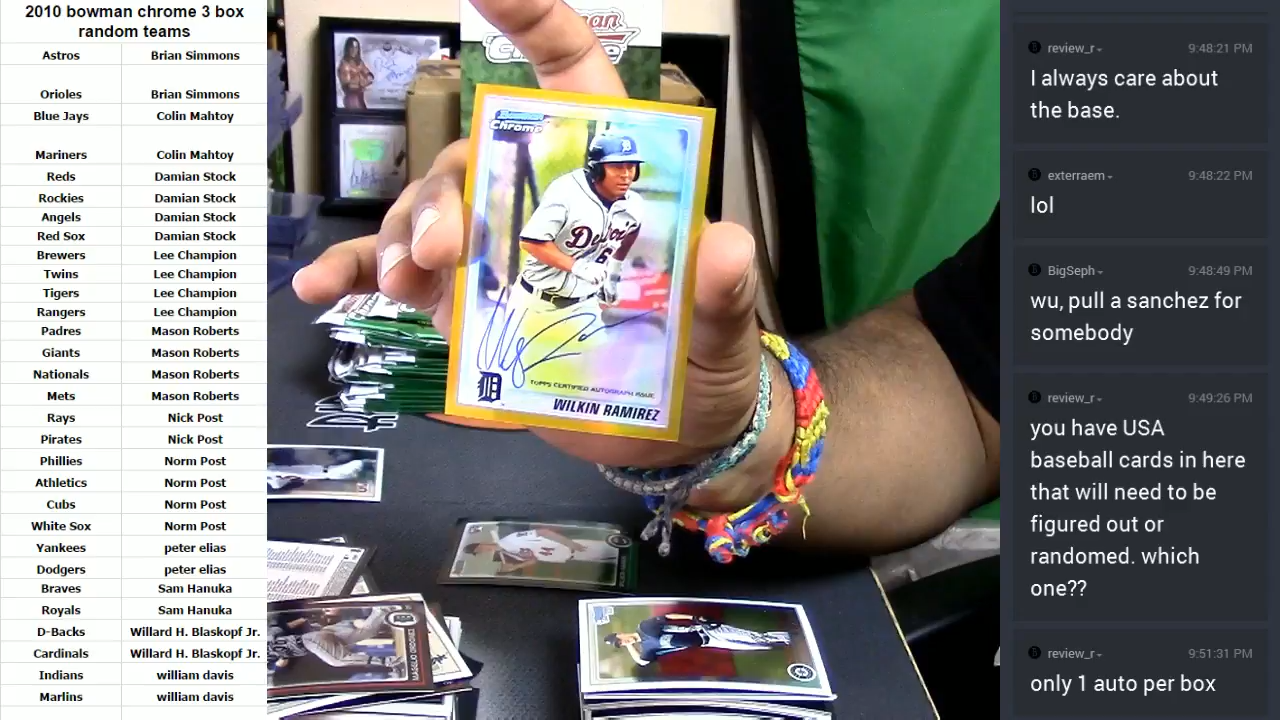 2010 bowman chrome 3 box
random teams
Astros Brian Simmons
Orioles Brian Simmons
Blue Jays Colin Mahtoy
Mariners Colin Mahtoy
Reds Damian Stock
Rockies Damian Stock
Angels Damian Stock
Red Sox Damian Stock
Brewers Lee Champion
Twins Lee Champion
Tigers Lee Champion
Rangers Lee Champion
Padres Mason Roberts
Giants Mason Roberts
Nationals Mason Roberts
Mets Mason Roberts
Rays Nick Post
Pirates Nick Post
Phillies Norm Post
Athletics Norm Post
Cubs Norm Post
White Sox Norm Post
Yankees peter elias
Dodgers peter elias
Braves Sam Hanuka
Royals Sam Hanuka
D-Backs Willard H. Blaskopf Jr.
Cardinals Willard H. Blaskopf Jr.
Indians william davis
Marlins william davis
Chrome
Detroit
6
TOPPS CERTIFIED AUTOGRAPH ISSUE
WILKIN RAMIREZ
MAGGLIO ORDONEZ
review_r 9:48:21 PM
I always care about
the base.
exterraem 9:48:22 PM
lol
BigSeph 9:48:49 PM
wu, pull a sanchez for
somebody
review_r 9:49:26 PM
you have USA
baseball cards in here
that will need to be
figured out or
randomed. which
one??
review_r 9:51:31 PM
only 1 auto per box